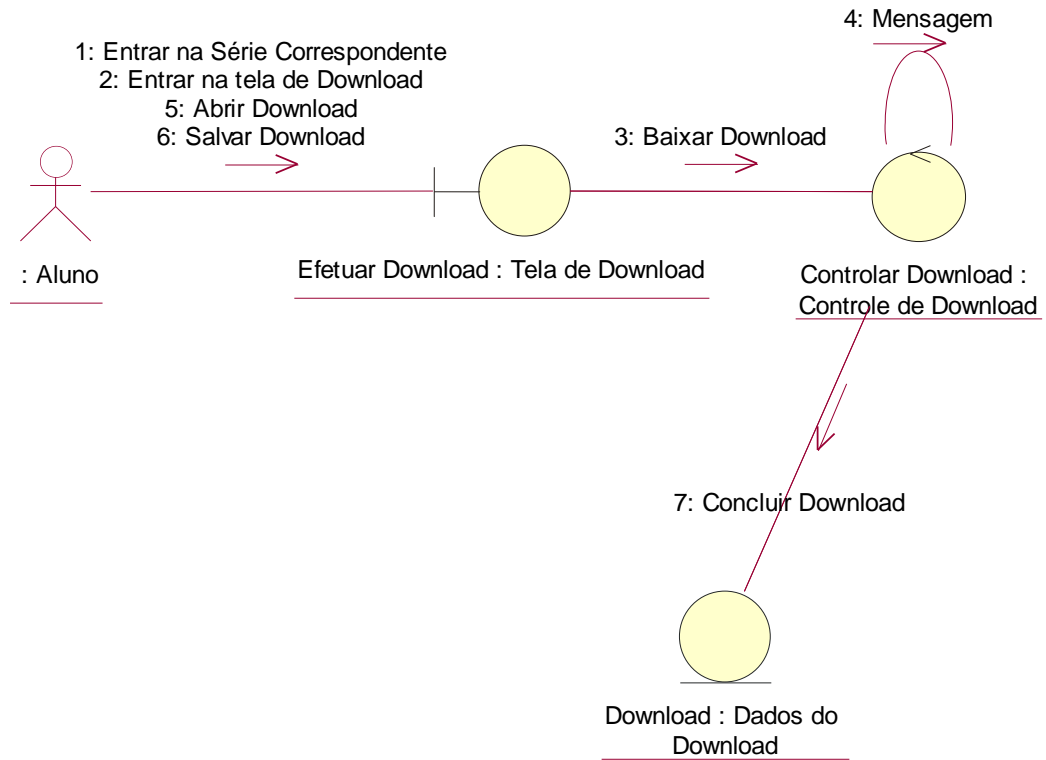 4: Mensagem
1: Entrar na Série Correspondente
2: Entrar na tela de Download
5: Abrir Download
6: Salvar Download
3: Baixar Download
: Aluno
Efetuar Download : Tela de Download
Controlar Download :
Controle de Download
7: Concluir Download
Download : Dados do
Download